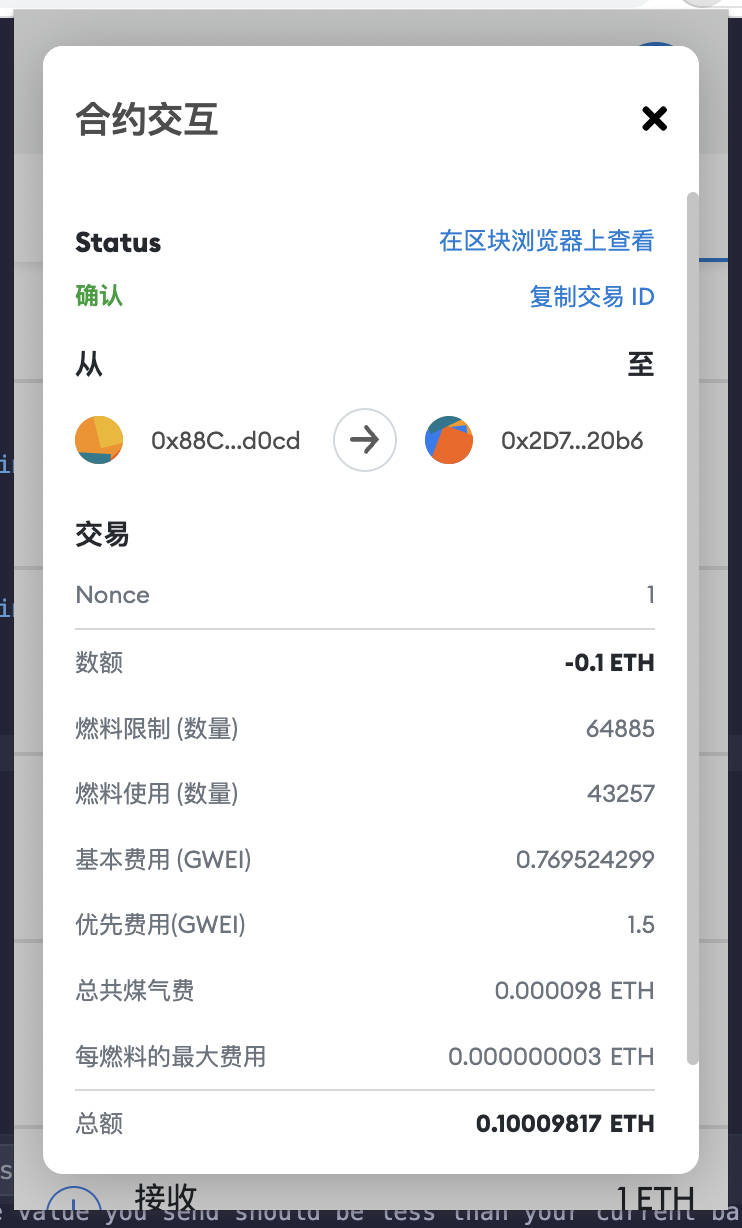 合约交互
Status 在区块浏览器上查看
确认 复制交易 ID
从 至
0x88C...d0cd 0x2D7...20b6
交易
Nonce 1
数额 -0.1 ETH
燃料限制 (数量) 64885
燃料使用 (数量) 43257
基本费用 (GWEI) 0.769524299
优先费用(GWEI) 1.5
总共煤气费 0.000098 ETH
每燃料的最大费用 0.000000003 ETH
总额 0.10009817 ETH
接收 1 ETH
value you send should be less than your current ba